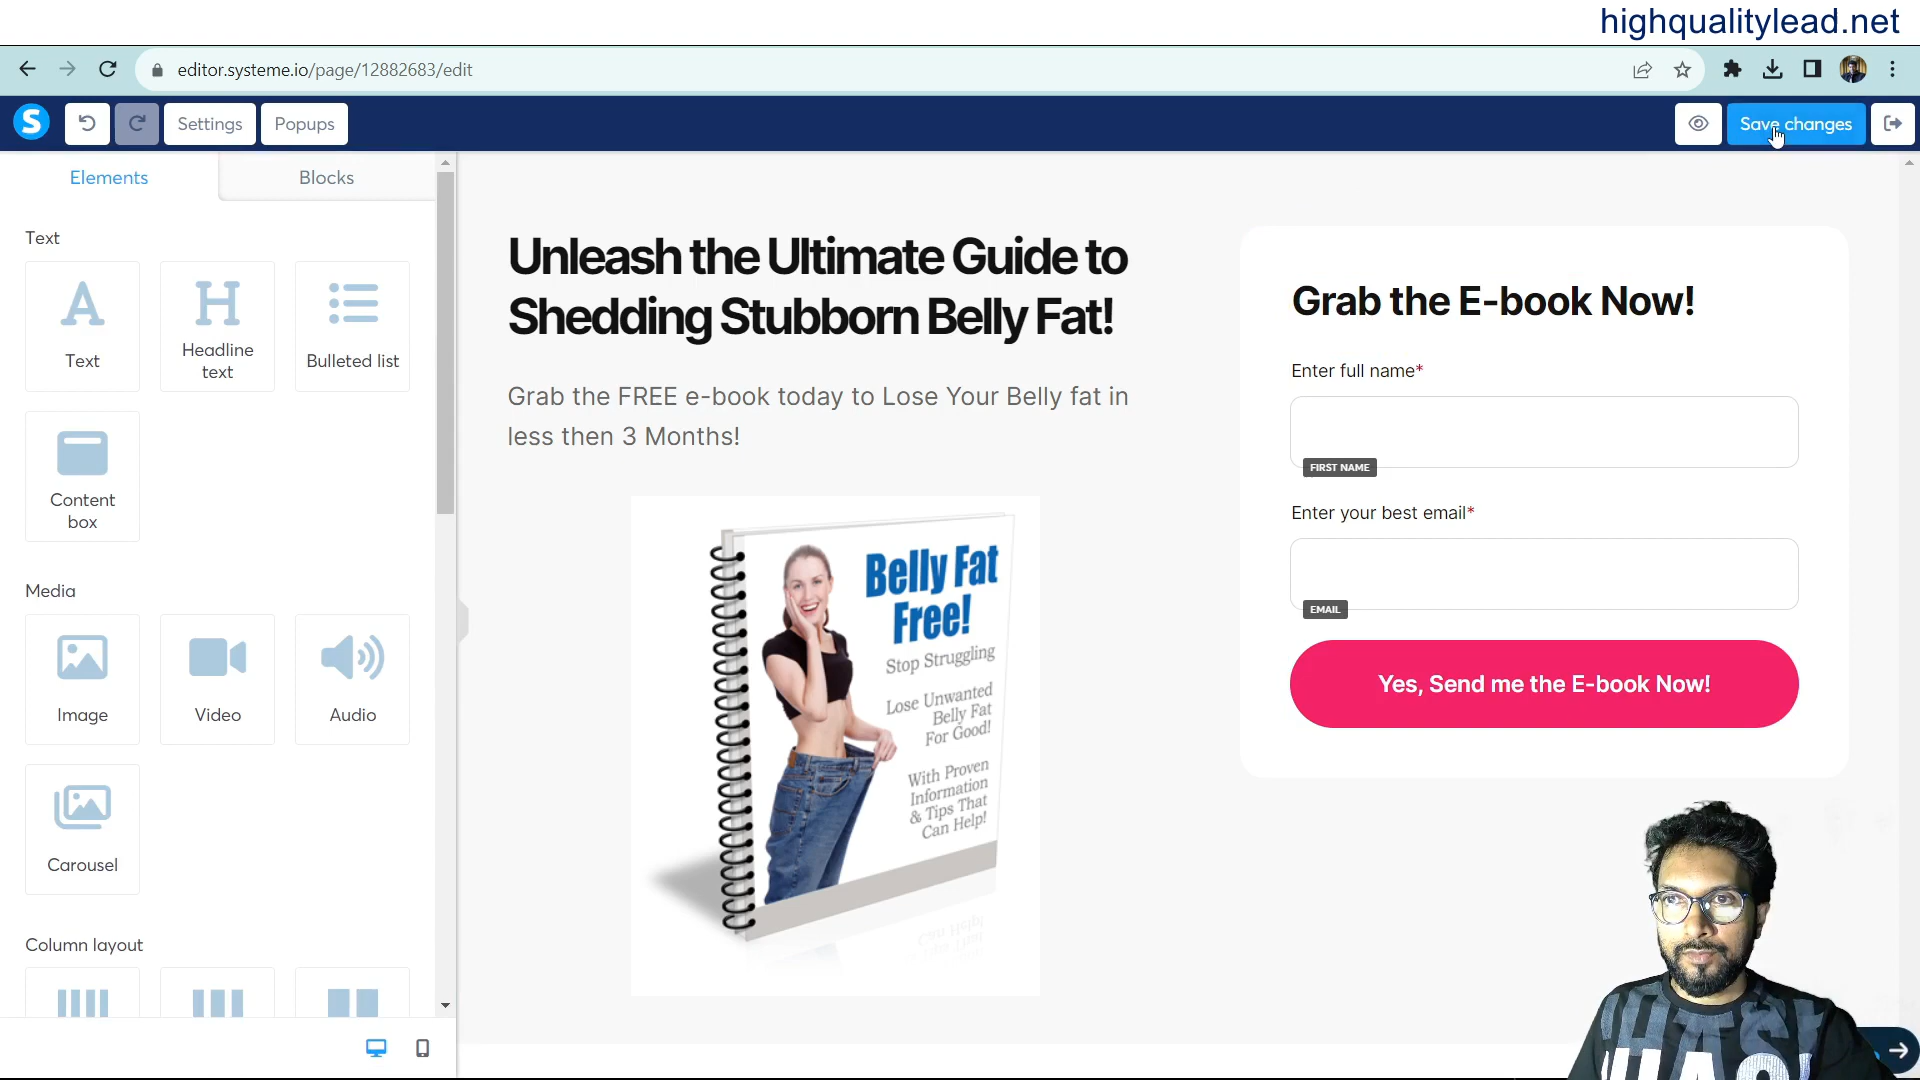 highqualitylead.net
editor.systeme.io/page/12882683/edit
S
Settings
Popups
Save changes
Elements
Blocks
Text
A
Text
H
Headline
text
Bulleted list
Content
box
Media
Image
Video
Audio
Carousel
Column layout
Unleash the Ultimate Guide to
Shedding Stubborn Belly Fat!
Grab the FREE e-book today to Lose Your Belly fat in
less then 3 Months!
Belly Fat
Free!
Stop Struggling
Lose Unwanted
Belly Fat
For Good!
With Proven
Information
& Tips That
Can Help!
Grab the E-book Now!
Enter full name*
FIRST NAME
Enter your best email*
EMAIL
Yes, Send me the E-book Now!